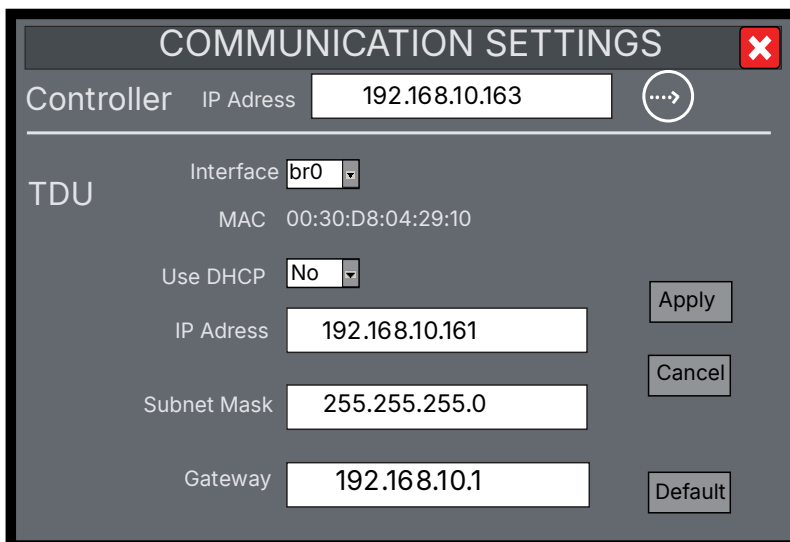 COMMUNICATION SETTINGS
Controller IP Adress 192.168.10.163
Interface br0
TDU
MAC 00:30:D8:04:29:10
Use DHCP No
Apply
IP Adress 192.168.10.161
Cancel
Subnet Mask 255.255.255.0
Gateway 192.168.10.1
Default